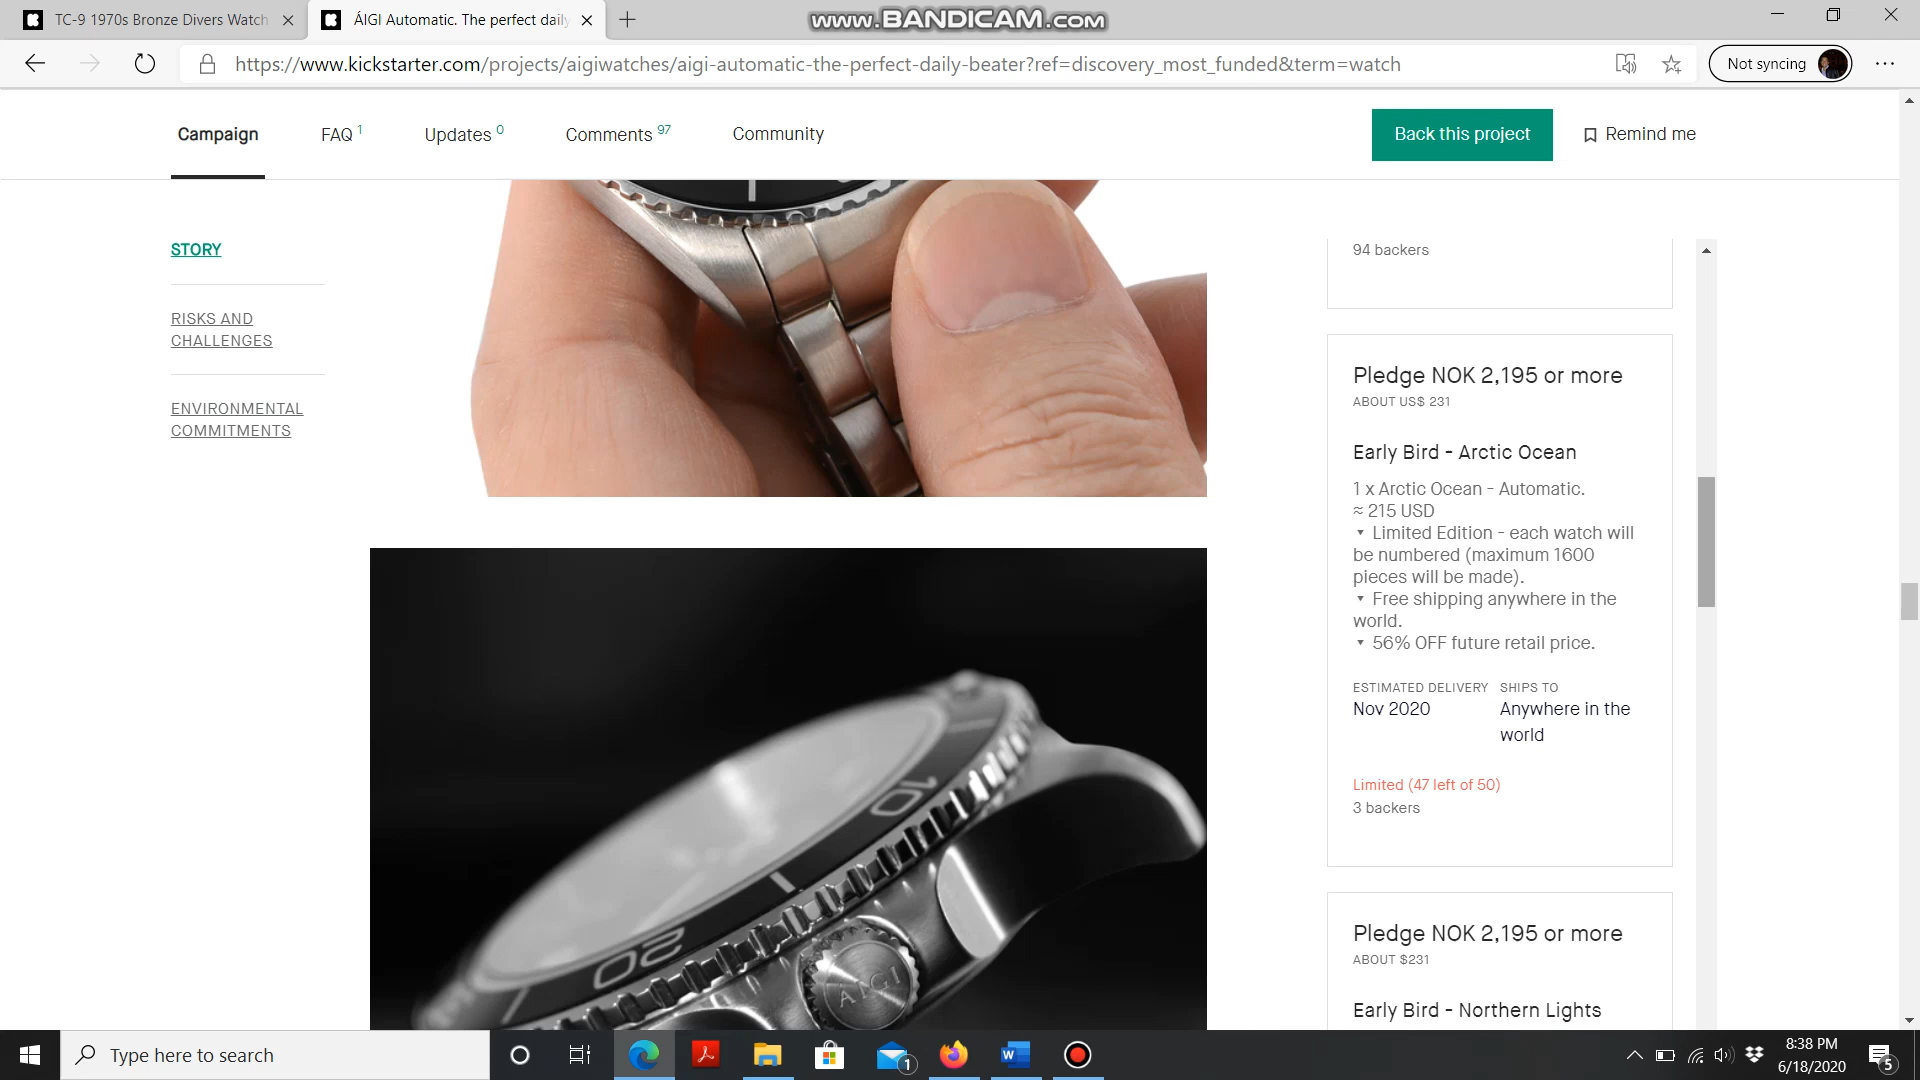 TC-9 1970s Bronze Divers Watch
ÁIGI Automatic. The perfect daily
www.BANDICAM.com
https://www.kickstarter.com/projects/aigiwatches/aigi-automatic-the-perfect-daily-beater?ref=discovery_most_funded&term=watch
Not syncing
Campaign
FAQ 1
Updates 0
Comments 97
Community
Back this project
Remind me
STORY
RISKS AND
CHALLENGES
ENVIRONMENTAL
COMMITMENTS
94 backers
Pledge NOK 2,195 or more
ABOUT US$ 231
Early Bird - Arctic Ocean
1 x Arctic Ocean - Automatic.
≈ 215 USD
▼ Limited Edition - each watch will
be numbered (maximum 1600
pieces will be made).
▼ Free shipping anywhere in the
world.
▼ 56% OFF future retail price.
ESTIMATED DELIVERY
Nov 2020
SHIPS TO
Anywhere in the
world
Limited (47 left of 50)
3 backers
Pledge NOK 2,195 or more
ABOUT $231
Early Bird - Northern Lights
10
20
AIGI
Type here to search
1
8:38 PM
6/18/2020
5